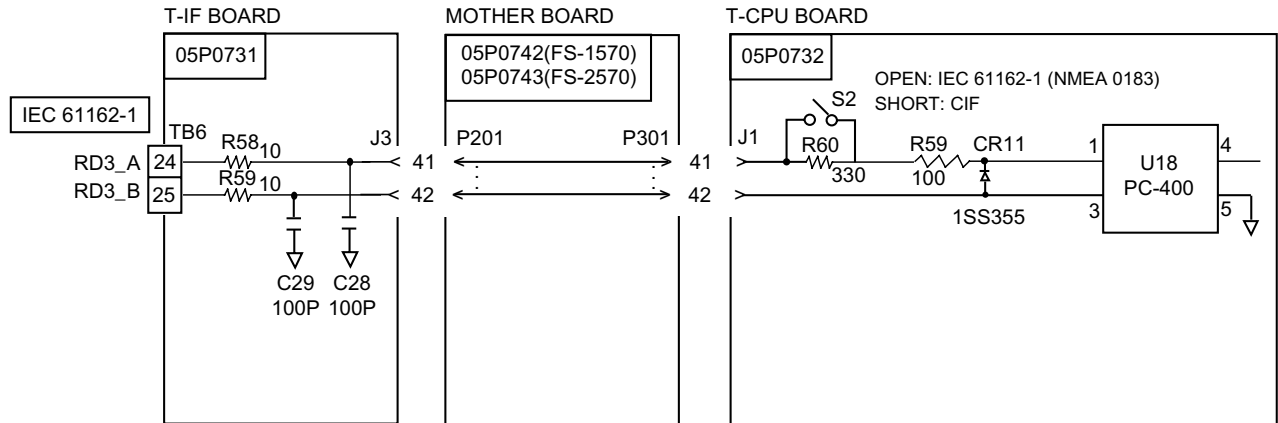 T-IF BOARD
MOTHER BOARD
T-CPU BOARD
05P0731
05P0742(FS-1570)
05P0743(FS-2570)
05P0732
OPEN: IEC 61162-1 (NMEA 0183)
SHORT: CIF
S2
IEC 61162-1
TB6
R58
10
J3
P201
P301
J1
R60
330
R59
100
CR11
1SS355
RD3_A
24
41
41
RD3_B
25
R59
10
42
42
1
3
U18
PC-400
4
5
C29
100P
C28
100P